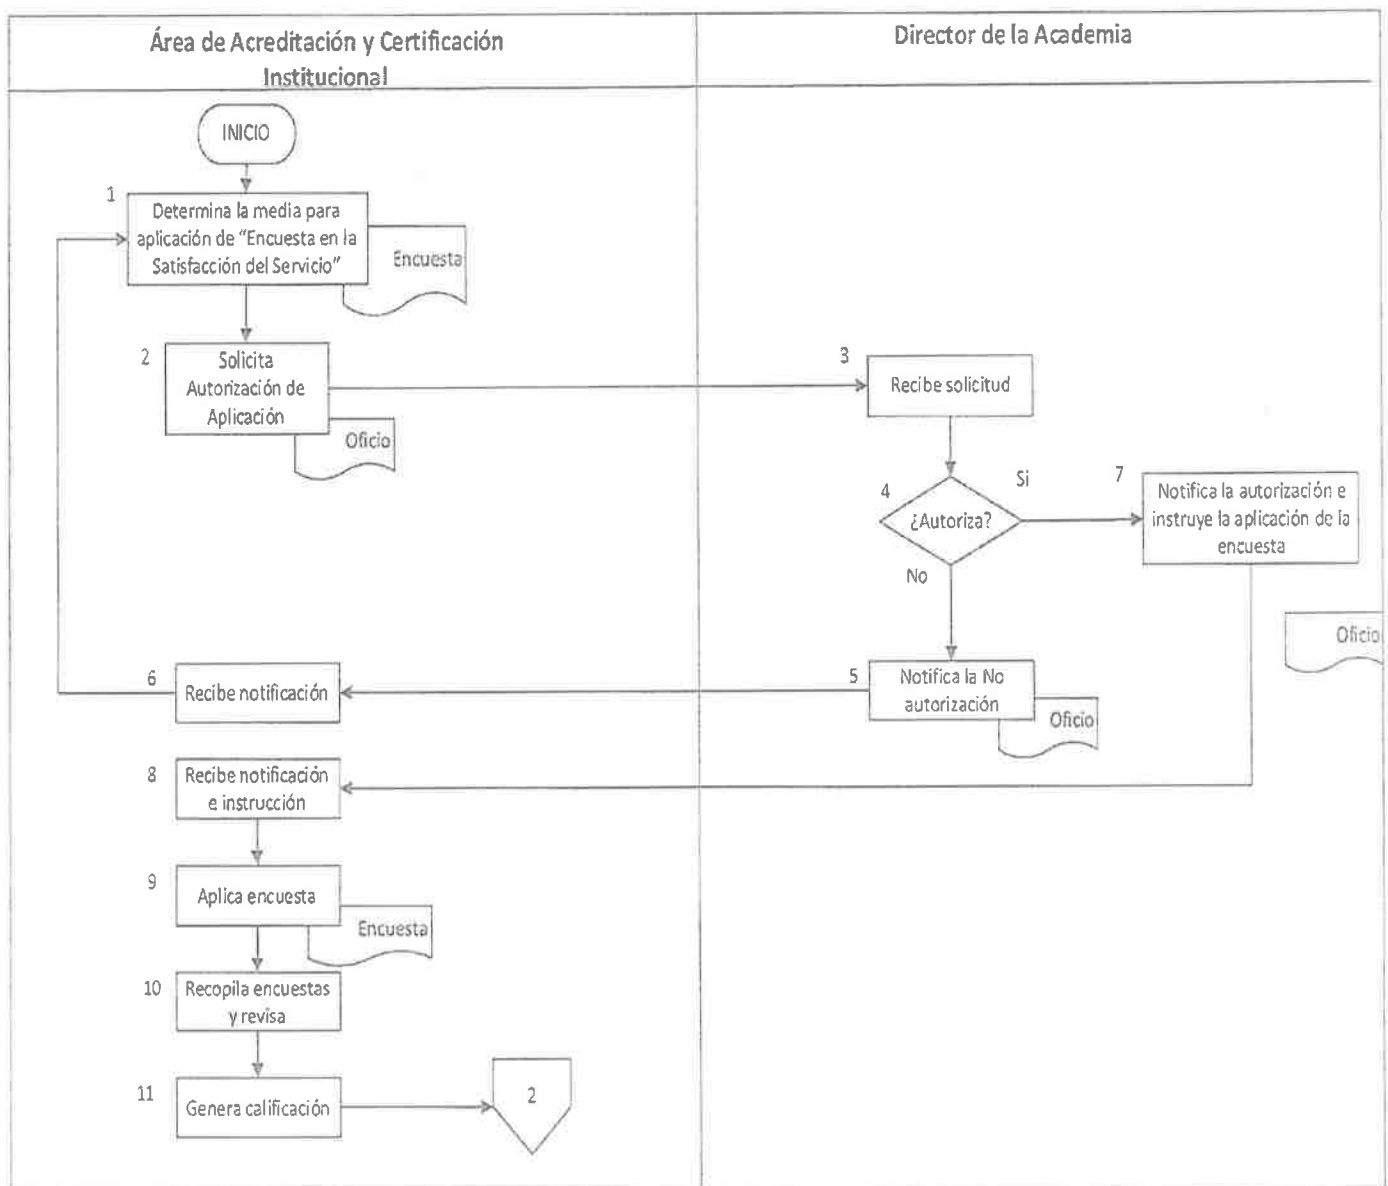 Área de Acreditación y Certificación
Institucional
Director de la Academia
INICIO
1
Determina la media para
aplicación de “Encuesta en la
Satisfacción del Servicio”
Encuesta
2
Solicita
Autorización de
Aplicación
Oficio
3
Recibe solicitud
4
¿Autoriza?
Si
No
7
Notifica la autorización e
instruye la aplicación de la
encuesta
Oficio
5
Notifica la No
autorización
Oficio
6
Recibe notificación
8
Recibe notificación
e instrucción
9
Aplica encuesta
Encuesta
10
Recopila encuestas
y revisa
11
Genera calificación
2